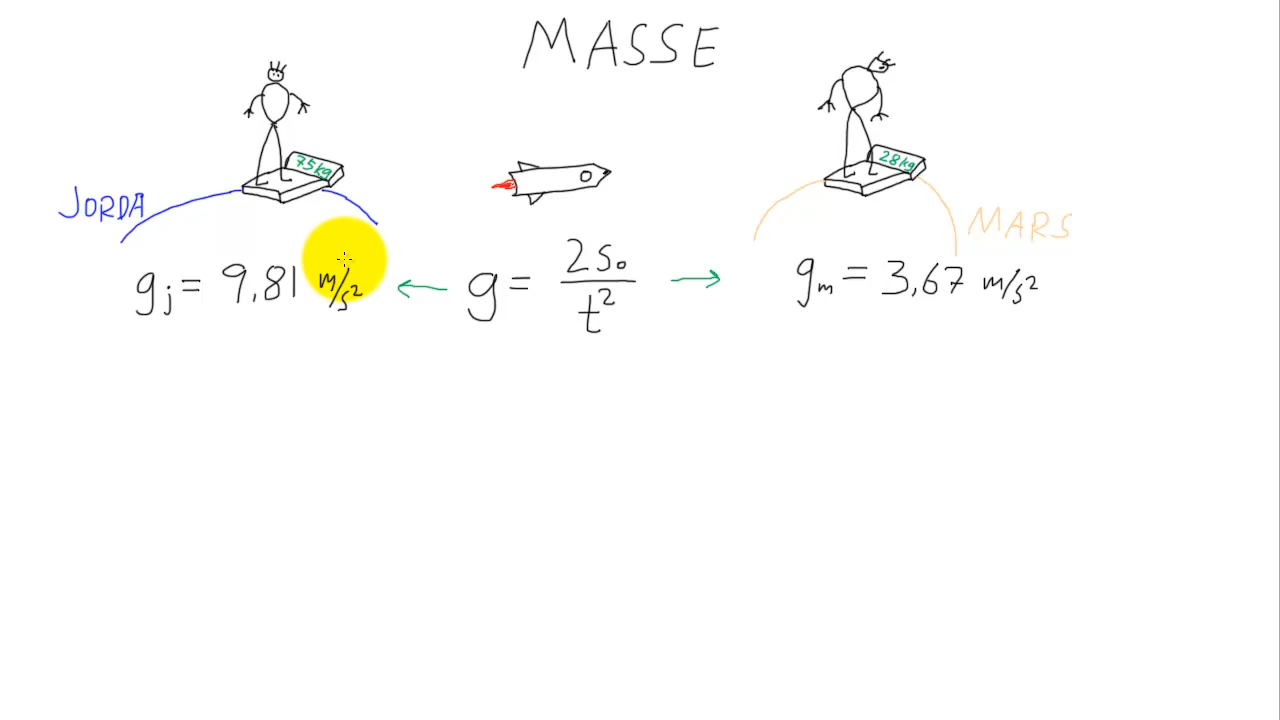 MASSE
75kg
28kg
JORDA
MARS
gⱼ = 9,81 m/s²
g = 2s₀/t²
gₘ = 3,67 m/s²